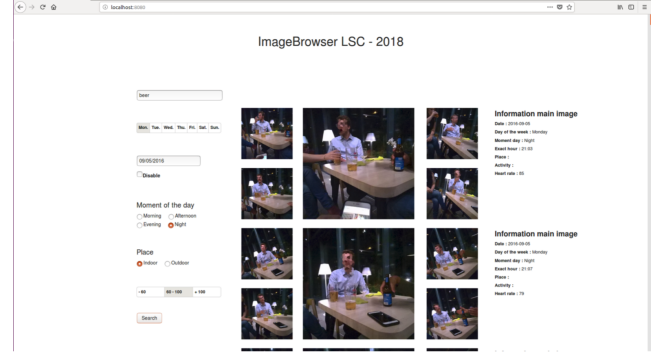 localhost:8080
ImageBrowser LSC - 2018
beer
Mon. Tue. Wed. Thu. Fri. Sat. Sun.
09/05/2016
Disable
Moment of the day
Morning Afternoon
Evening Night
Place
Indoor Outdoor
- 60 60 - 100 + 100
Search
Information main image
Date : 2016-09-05
Day of the week : Monday
Moment day : Night
Exact hour : 21:03
Place :
Activity :
Heart rate : 85
Information main image
Date : 2016-09-05
Day of the week : Monday
Moment day : Night
Exact hour : 21:07
Place :
Activity :
Heart rate : 79